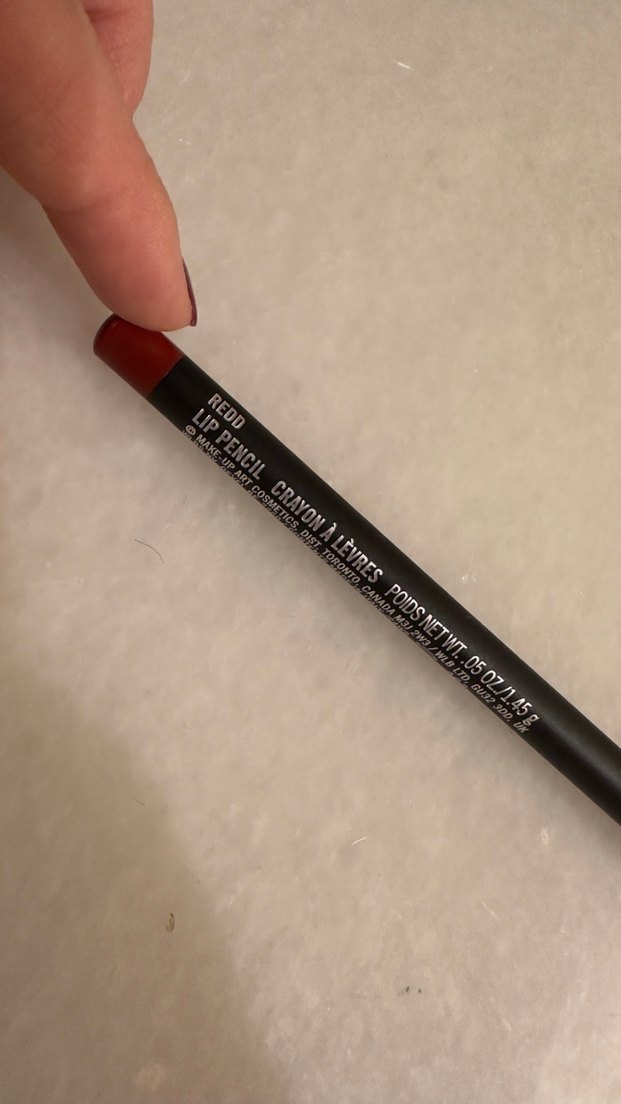 REDD
LIP PENCIL CRAYON À LÈVRES POIDS NET WT. .05 OZ./1.45 g
© MAKE-UP ART COSMETICS, DIST. TORONTO, CANADA M3J 2W3 / WLB LTD. GU32 3DD, UK